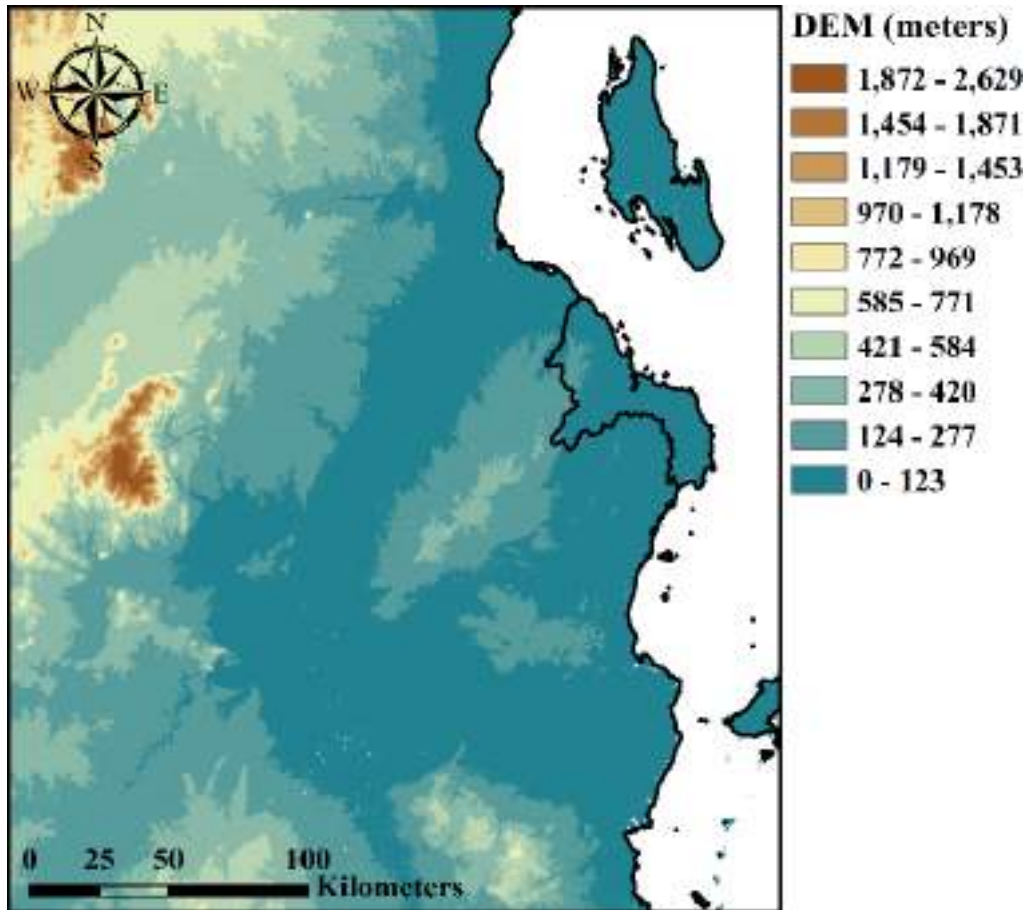 N
W E
S
DEM (meters)
1,872 - 2,629
1,454 - 1,871
1,179 - 1,453
970 - 1,178
772 - 969
585 - 771
421 - 584
278 - 420
124 - 277
0 - 123
0 25 50 100
Kilometers